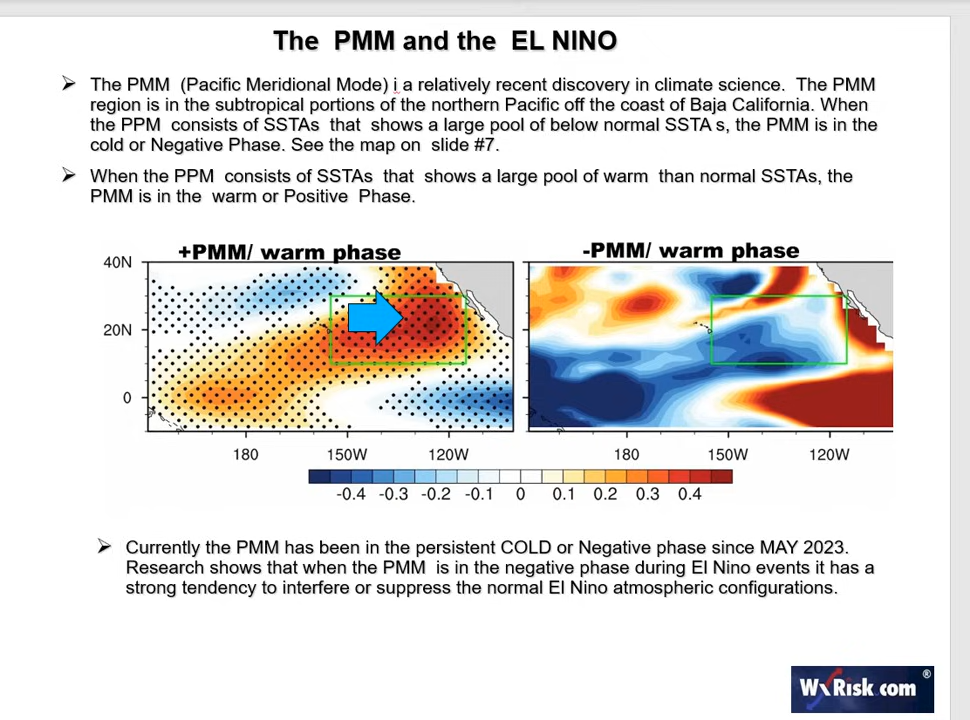 The PMM and the EL NINO
The PMM (Pacific Meridional Mode) i a relatively recent discovery in climate science. The PMM
region is in the subtropical portions of the northern Pacific off the coast of Baja California. When
the PPM consists of SSTAs that shows a large pool of below normal SSTA s, the PMM is in the
cold or Negative Phase. See the map on slide #7.
When the PPM consists of SSTAs that shows a large pool of warm than normal SSTAs, the
PMM is in the warm or Positive Phase.
+PMM/ warm phase
-PMM/ warm phase
40N
20N
0
180 150W 120W
180 150W 120W
-0.4 -0.3 -0.2 -0.1 0 0.1 0.2 0.3 0.4
Currently the PMM has been in the persistent COLD or Negative phase since MAY 2023.
Research shows that when the PMM is in the negative phase during El Nino events it has a
strong tendency to interfere or suppress the normal El Nino atmospheric configurations.
WxRisk.com®